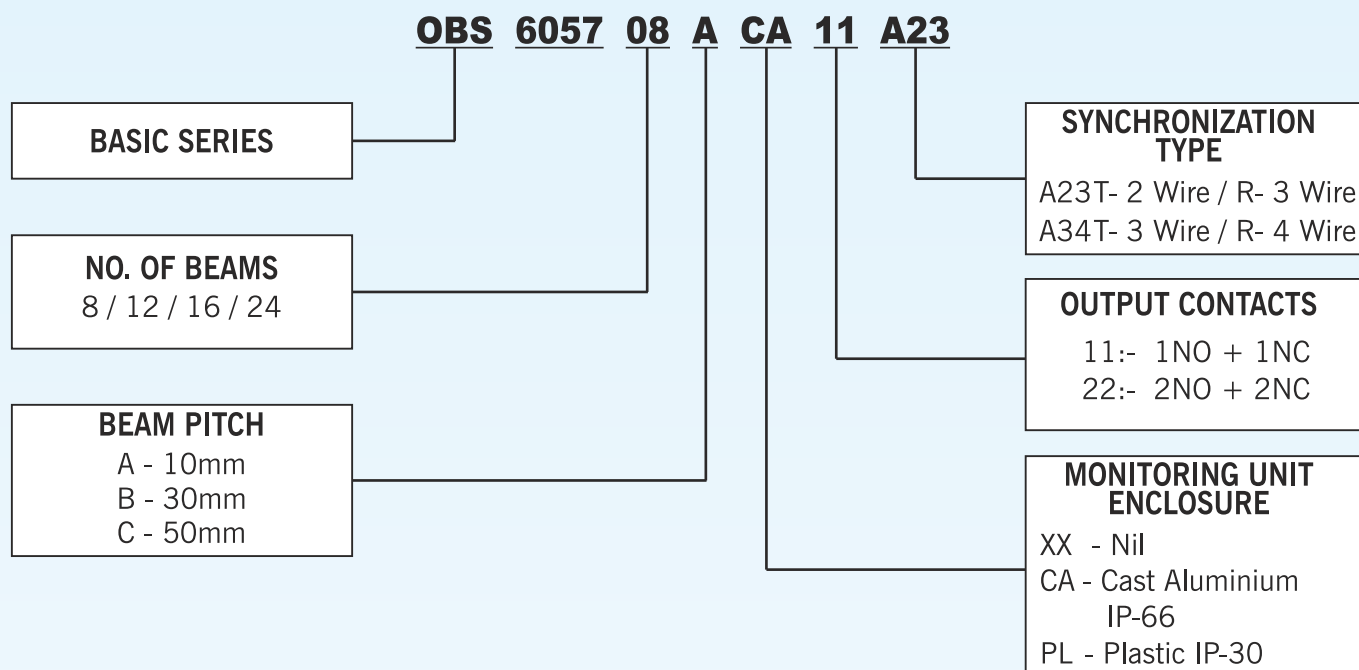 OBS 6057 08 A CA 11 A23
BASIC SERIES
NO. OF BEAMS
8 / 12 / 16 / 24
BEAM PITCH
A - 10mm
B - 30mm
C - 50mm
SYNCHRONIZATION
TYPE
A23T- 2 Wire / R- 3 Wire
A34T- 3 Wire / R- 4 Wire
OUTPUT CONTACTS
11:- 1NO + 1NC
22:- 2NO + 2NC
MONITORING UNIT
ENCLOSURE
XX - Nil
CA - Cast Aluminium
IP-66
PL - Plastic IP-30